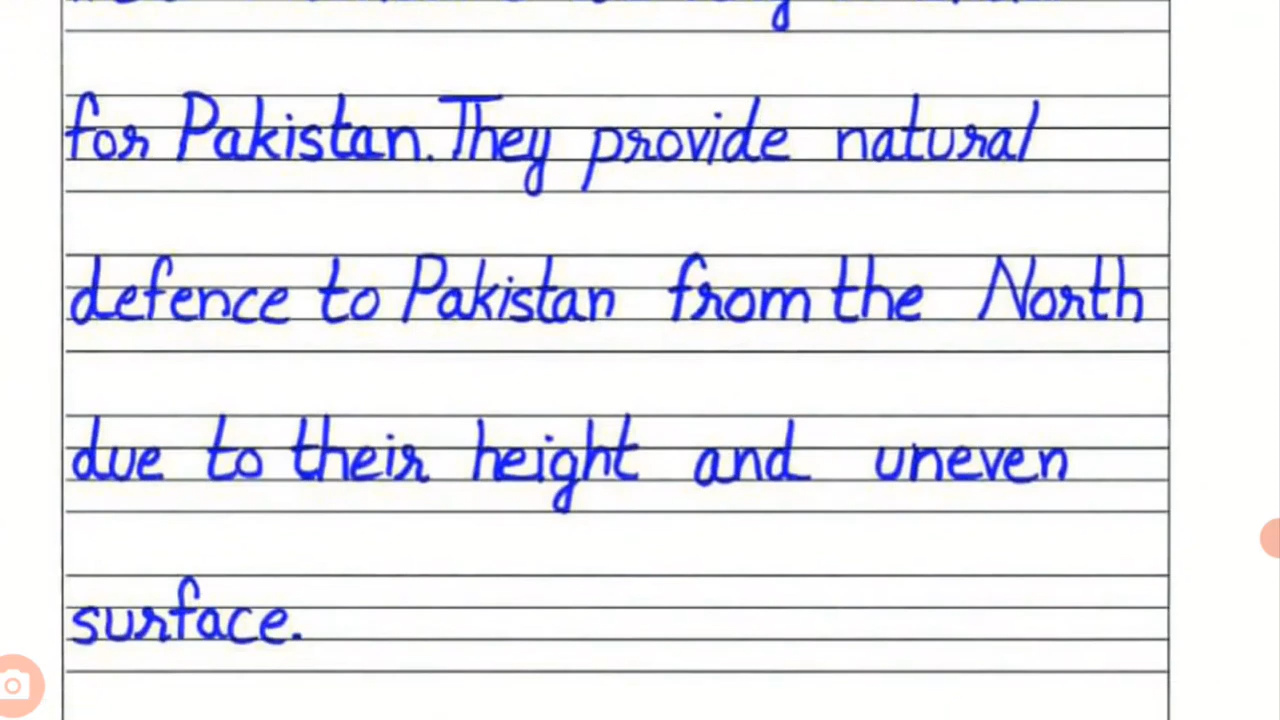 for Pakistan. They provide natural
defence to Pakistan from the North
due to their height and uneven
surface.